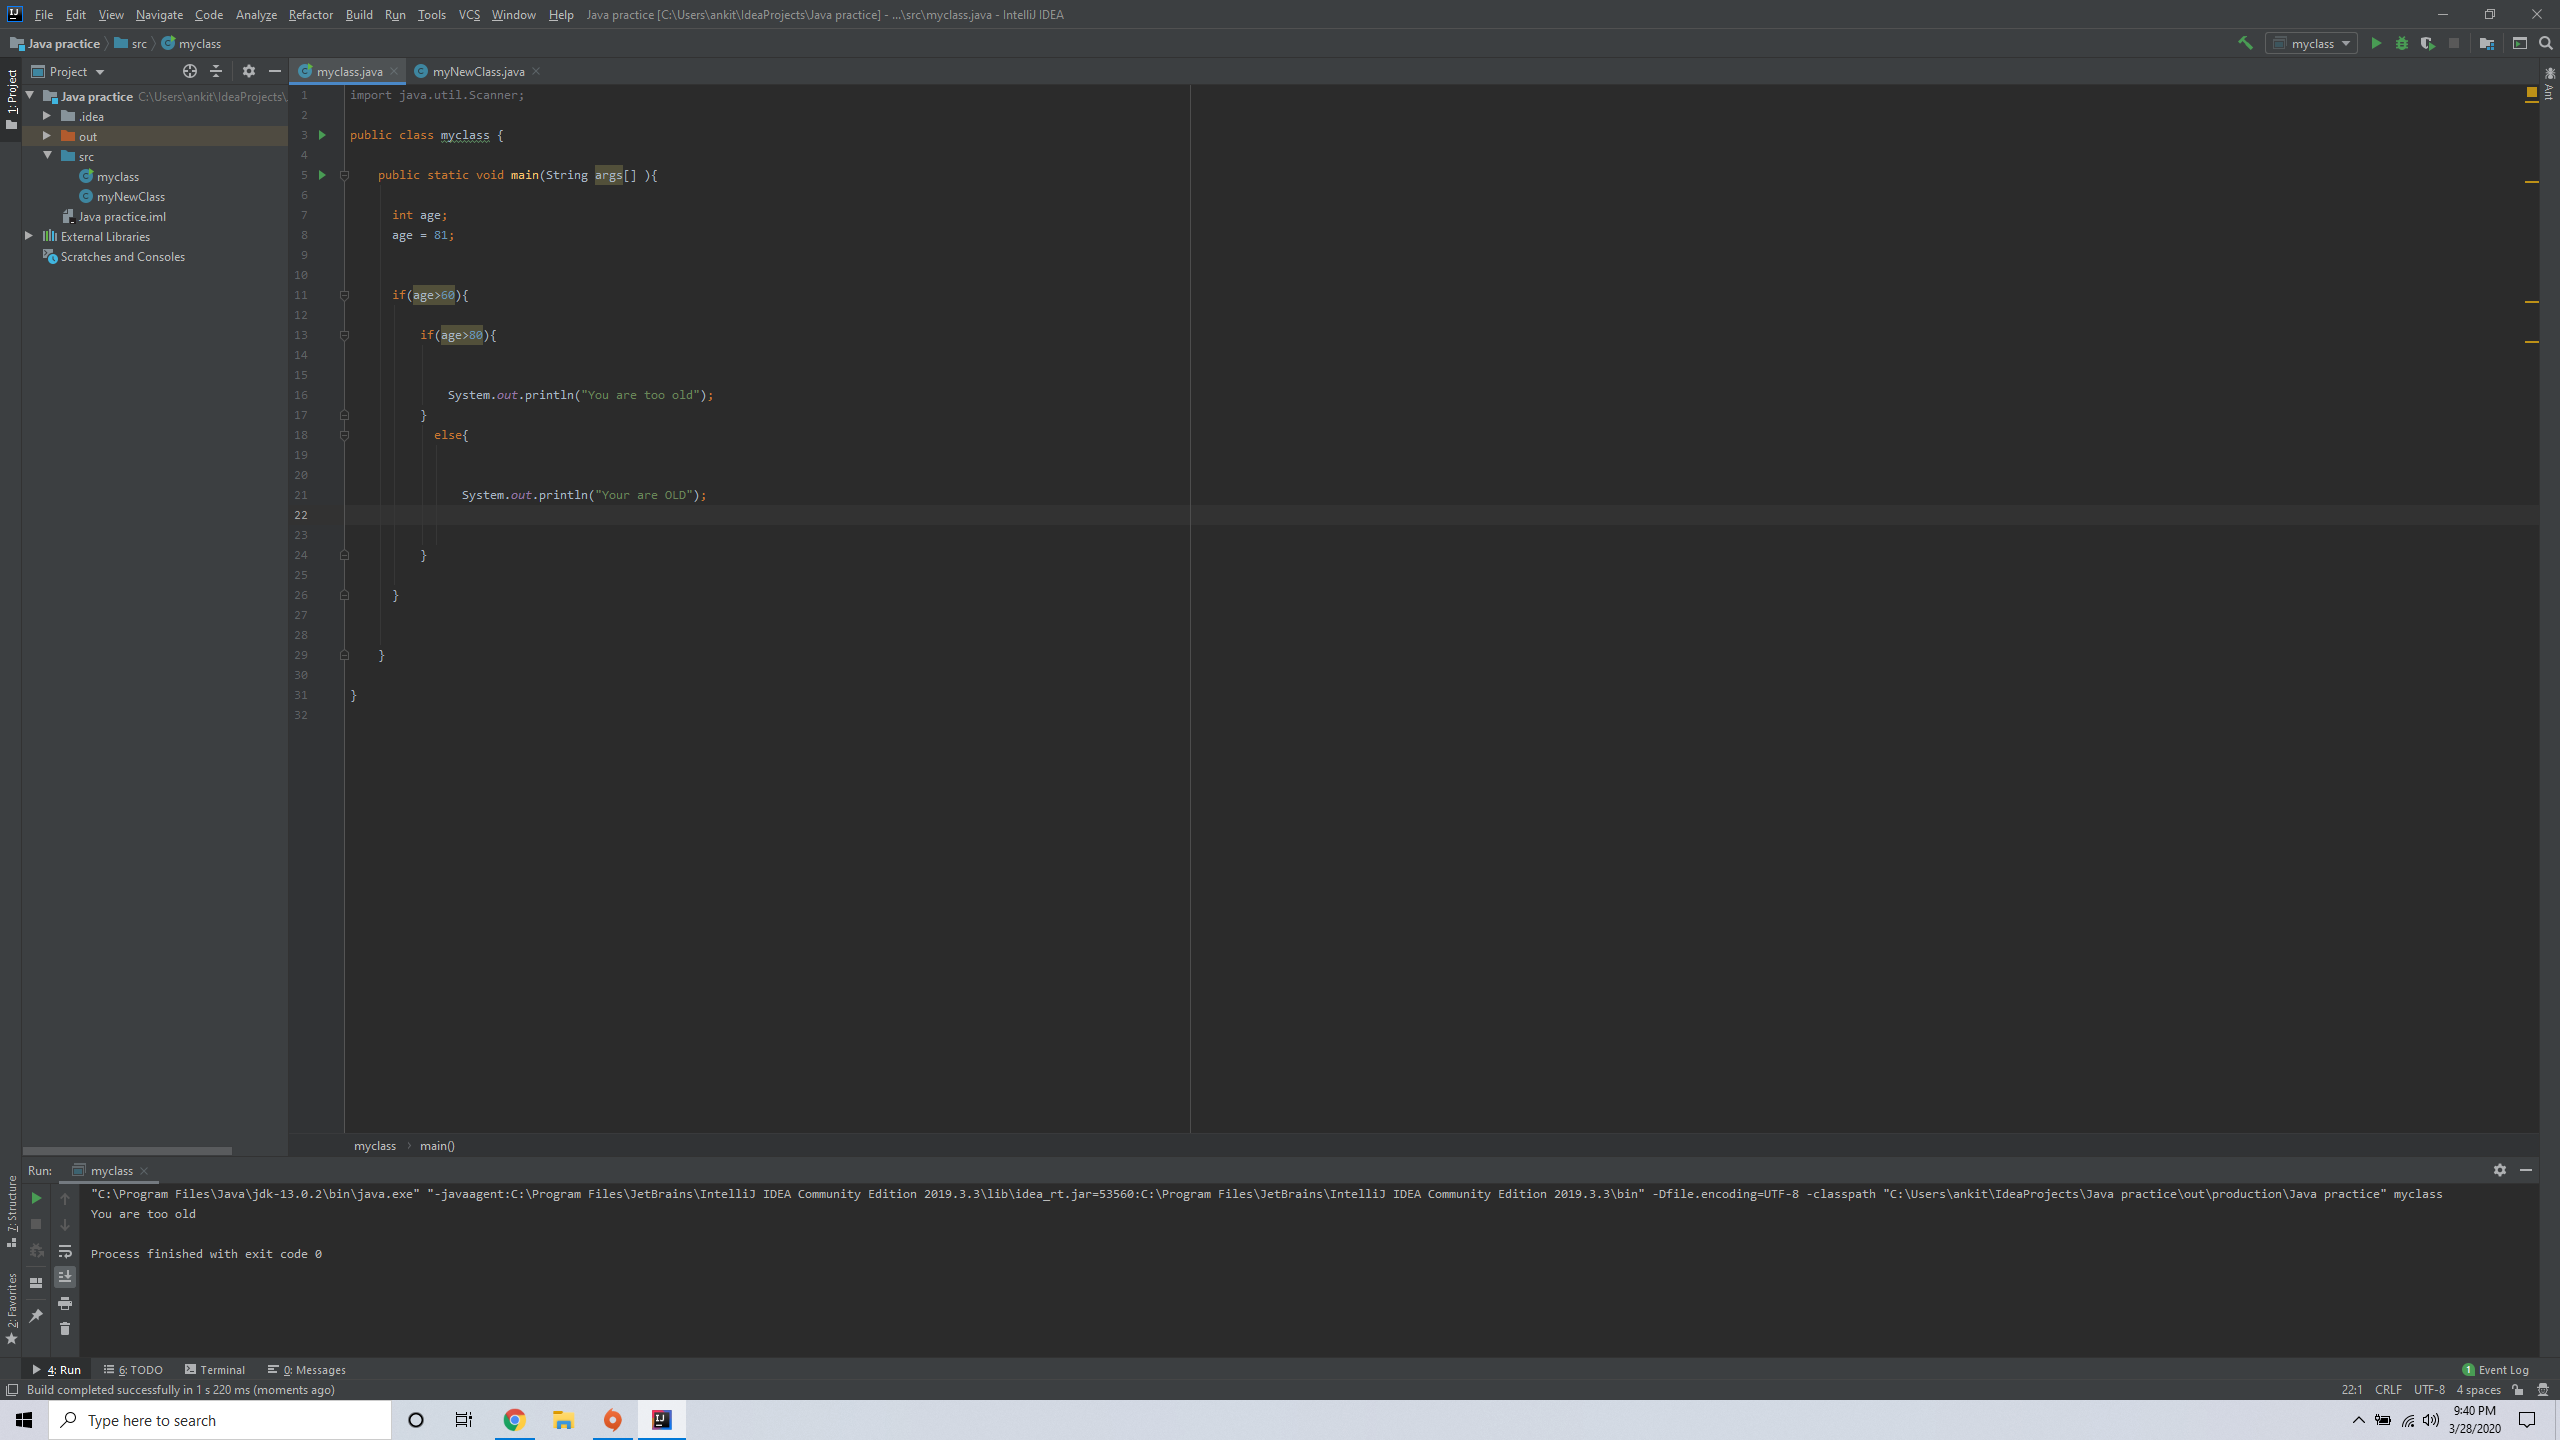 File Edit View Navigate Code Analyze Refactor Build Run Tools VCS Window Help Java practice [C:\Users\ankit\IdeaProjects\Java practice] - ...\src\myclass.java - IntelliJ IDEA
Java practice src myclass
myclass
1: Project
Project
myclass.java
myNewClass.java
Ant
Java practice C:\Users\ankit\IdeaProjects\
.idea
out
src
myclass
myNewClass
Java practice.iml
External Libraries
Scratches and Consoles
1 import java.util.Scanner;
2
3 public class myclass {
4
5 public static void main(String args[] ){
6
7 int age;
8 age = 81;
9
10
11 if(age>60){
12
13 if(age>80){
14
15
16 System.out.println("You are too old");
17 }
18 else{
19
20
21 System.out.println("Your are OLD");
22
23
24 }
25
26 }
27
28
29 }
30
31 }
32
myclass main()
7: Structure
2: Favorites
Run: myclass
"C:\Program Files\Java\jdk-13.0.2\bin\java.exe" "-javaagent:C:\Program Files\JetBrains\IntelliJ IDEA Community Edition 2019.3.3\lib\idea_rt.jar=53560:C:\Program Files\JetBrains\IntelliJ IDEA Community Edition 2019.3.3\bin" -Dfile.encoding=UTF-8 -classpath "C:\Users\ankit\IdeaProjects\Java practice\out\production\Java practice" myclass
You are too old
Process finished with exit code 0
4: Run 6: TODO Terminal 0: Messages 1 Event Log
Build completed successfully in 1 s 220 ms (moments ago) 22:1 CRLF UTF-8 4 spaces
Type here to search
9:40 PM
3/28/2020